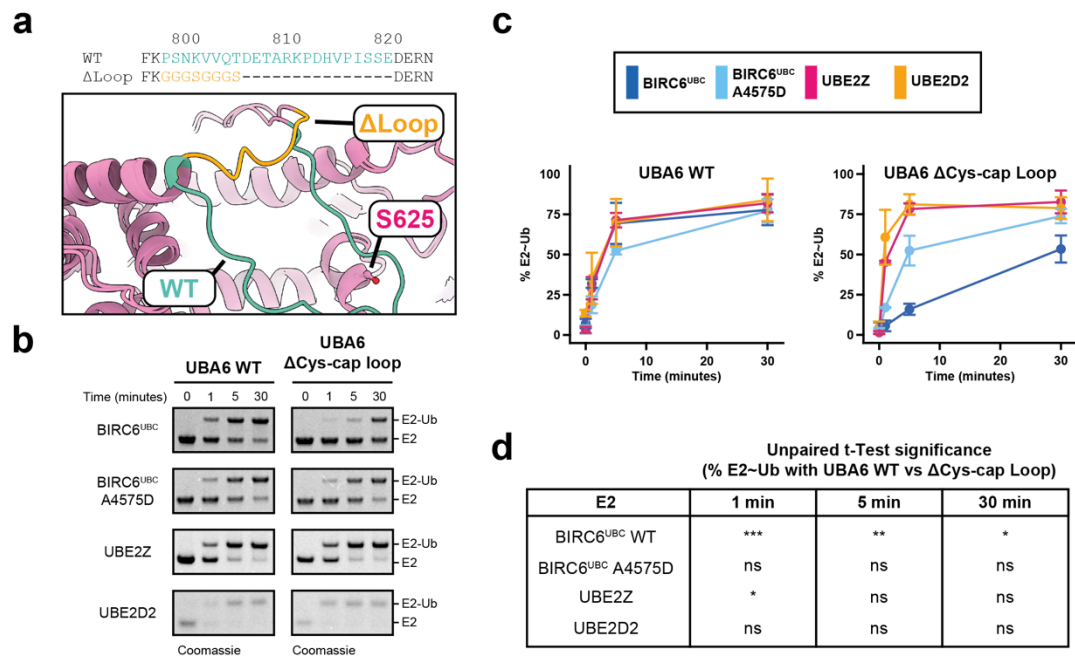 a
800 810 820
WT FKPSNKVVQTDETARKPDHVPISSEDERN
ΔLoop FKGGGSGGGS---------------DERN
ΔLoop
S625
WT
b
UBA6 WT
UBA6
ΔCys-cap loop
Time (minutes) 0 1 5 30 0 1 5 30
BIRC6UBC
E2-Ub
E2
BIRC6UBC
A4575D
E2-Ub
E2
UBE2Z
E2-Ub
E2
UBE2D2
E2-Ub
E2
Coomassie Coomassie
c
BIRC6UBC
BIRC6UBC
A4575D
UBE2Z
UBE2D2
UBA6 WT
% E2~Ub
100
75
50
25
0
0 10 20 30
Time (minutes)
UBA6 ΔCys-cap Loop
% E2~Ub
100
75
50
25
0
0 10 20 30
Time (minutes)
d
Unpaired t-Test significance
(% E2~Ub with UBA6 WT vs ΔCys-cap Loop)
E2 1 min 5 min 30 min
BIRC6UBC WT *** ** *
BIRC6UBC A4575D ns ns ns
UBE2Z * ns ns
UBE2D2 ns ns ns